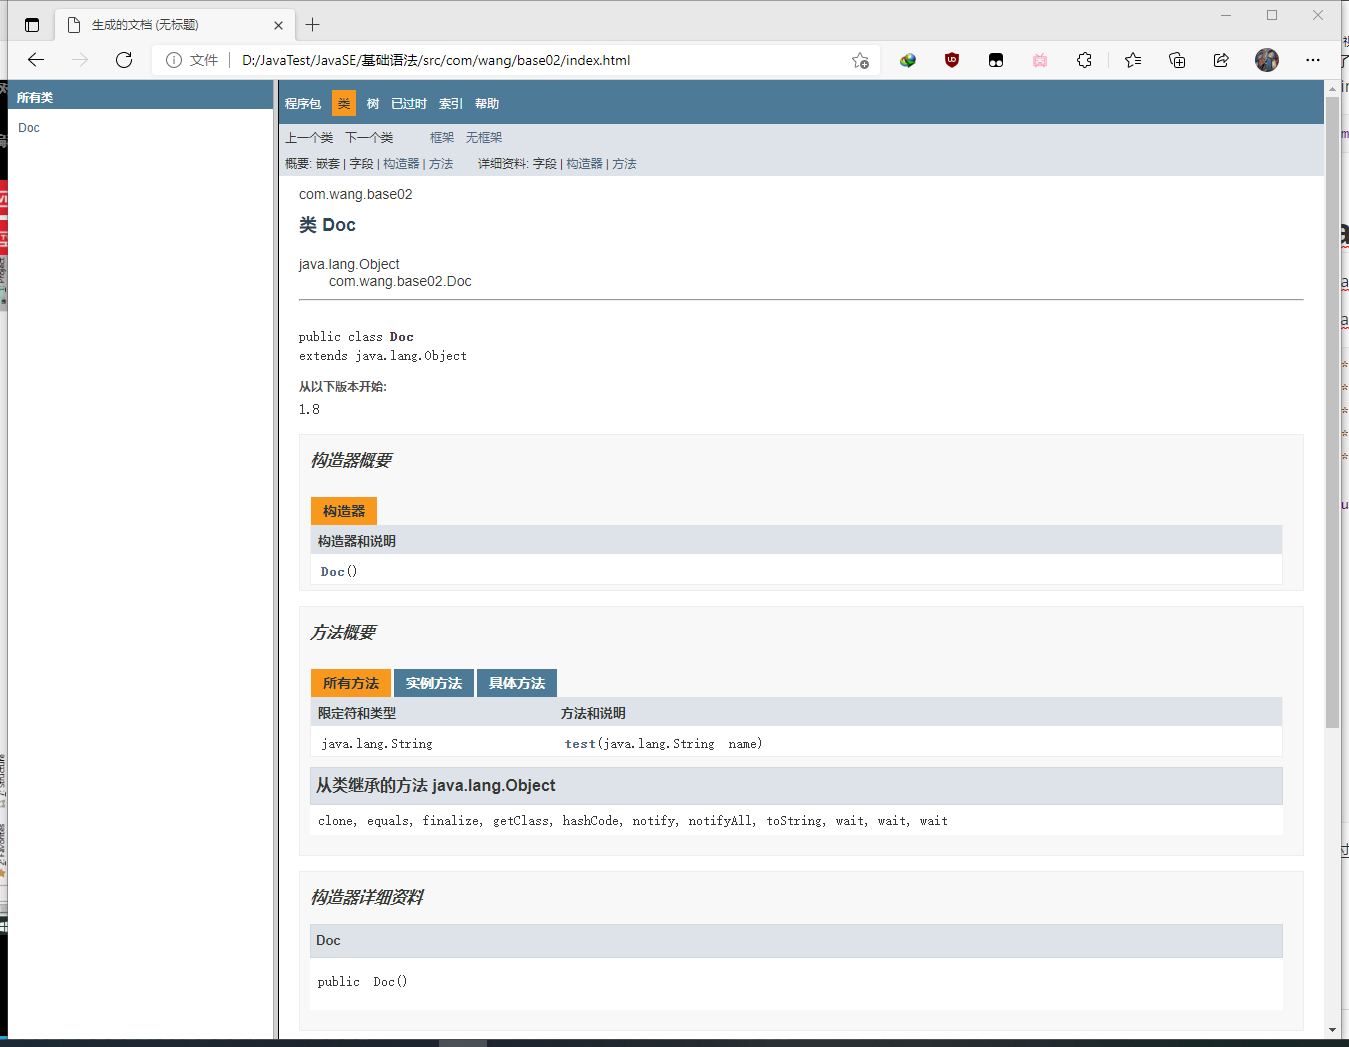 生成的文档 (无标题)
文件 D:/JavaTest/JavaSE/基础语法/src/com/wang/base02/index.html
所有类
Doc
程序包 类 树 已过时 索引 帮助
上一个类 下一个类 框架 无框架
概要: 嵌套 | 字段 | 构造器 | 方法 详细资料: 字段 | 构造器 | 方法
com.wang.base02
类 Doc
java.lang.Object
com.wang.base02.Doc
public class Doc
extends java.lang.Object
从以下版本开始:
1.8
构造器概要
构造器
构造器和说明
Doc()
方法概要
所有方法 实例方法 具体方法
限定符和类型 方法和说明
java.lang.String test(java.lang.String name)
从类继承的方法 java.lang.Object
clone, equals, finalize, getClass, hashCode, notify, notifyAll, toString, wait, wait, wait
构造器详细资料
Doc
public Doc()